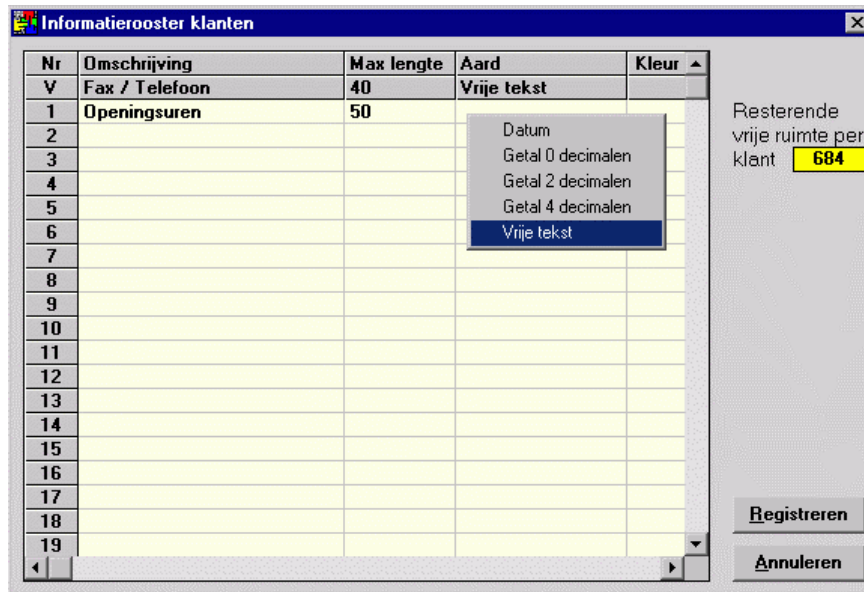 Informatierooster klanten
Nr Omschrijving Max lengte Aard Kleur
V Fax / Telefoon 40 Vrije tekst
1 Openingsuren 50
2
3
4
5
6
7
8
9
10
11
12
13
14
15
16
17
18
19
Datum
Getal 0 decimalen
Getal 2 decimalen
Getal 4 decimalen
Vrije tekst
Resterende
vrije ruimte per
klant 684
Registreren
Annuleren